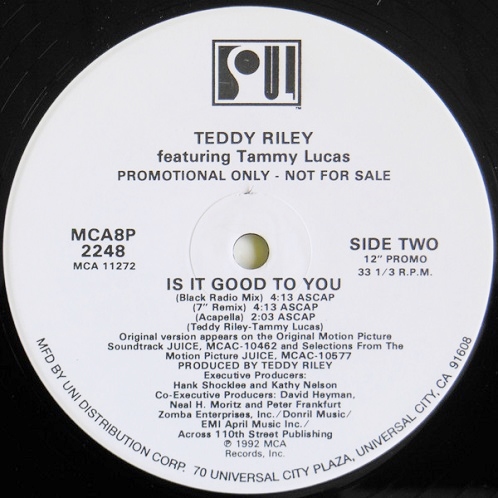 SOUL
TEDDY RILEY
featuring Tammy Lucas
PROMOTIONAL ONLY - NOT FOR SALE
MCA8P
2248
MCA 11272
SIDE TWO
12" PROMO
33 1/3 R.P.M.
IS IT GOOD TO YOU
(Black Radio Mix) 4:13 ASCAP
(7" Remix) 4:13 ASCAP
(Acapella) 2:03 ASCAP
(Teddy Riley-Tammy Lucas)
Original version appears on the Original Motion Picture
Soundtrack JUICE, MCAC-10462 and Selections From The
Motion Picture JUICE, MCAC-10577
PRODUCED BY TEDDY RILEY
Executive Producers:
Hank Shocklee and Kathy Nelson
Co-Executive Producers: David Heyman,
Neal H. Moritz and Peter Frankfurt
Zomba Enterprises, Inc./Donril Music/
EMI April Music Inc./
Across 110th Street Publishing
℗ 1992 MCA
Records, Inc.
MFD BY UNI DISTRIBUTION CORP. 70 UNIVERSAL CITY PLAZA, UNIVERSAL CITY, CA 91608